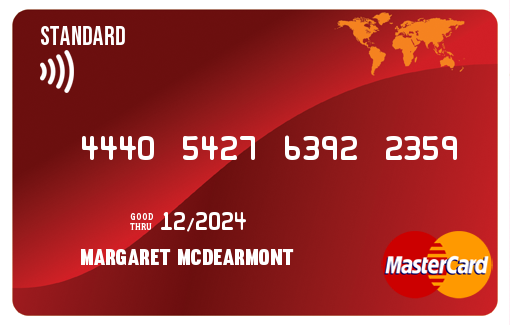 STANDARD
4440 5427 6392 2359
GOOD THRU 12/2024
MARGARET MCDEARMONT
MasterCard